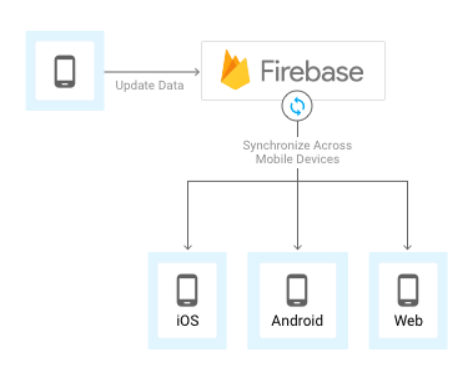 Firebase
Update Data
Synchronize Across
Mobile Devices
iOS
Android
Web